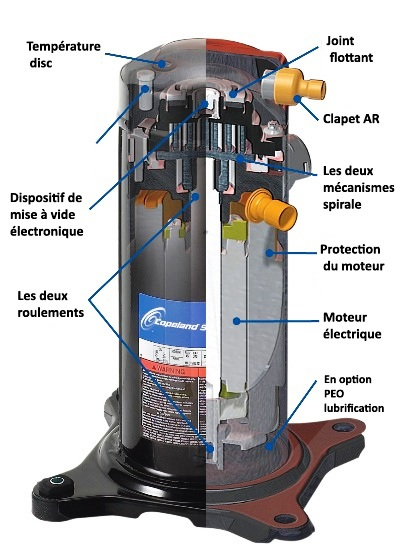 Température
disc
Joint
flottant
Clapet AR
Les deux
mécanismes
spirale
Dispositif de
mise à vide
électronique
Protection
du moteur
Les deux
roulements
Moteur
électrique
En option
PEO
lubrification
Copeland S
WARNING